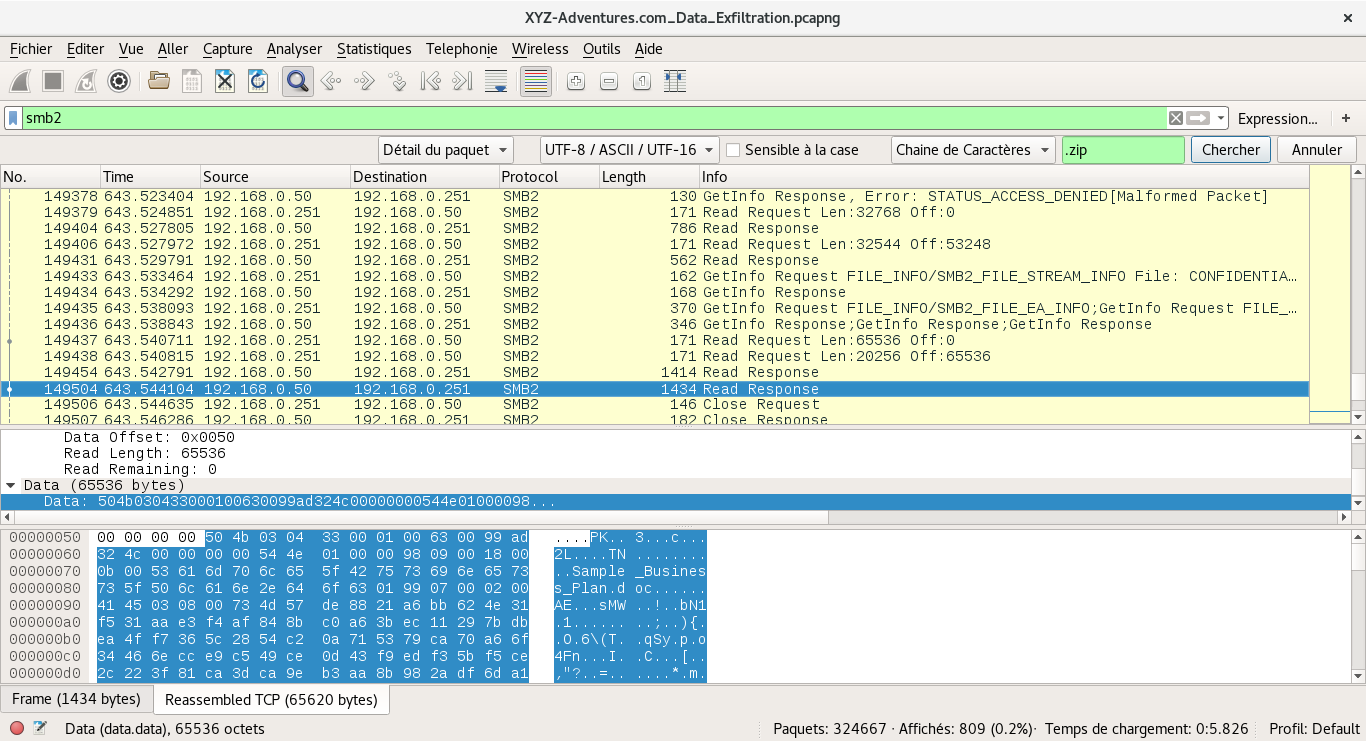 XYZ-Adventures.com_Data_Exfiltration.pcapng
Fichier Editer Vue Aller Capture Analyser Statistiques Telephonie Wireless Outils Aide
smb2 Expression... +
Détail du paquet UTF-8 / ASCII / UTF-16 Sensible à la case Chaine de Caractères .zip Chercher Annuler
No. Time Source Destination Protocol Length Info
149378 643.523404 192.168.0.50 192.168.0.251 SMB2 130 GetInfo Response, Error: STATUS_ACCESS_DENIED[Malformed Packet]
149379 643.524851 192.168.0.251 192.168.0.50 SMB2 171 Read Request Len:32768 Off:0
149404 643.527805 192.168.0.50 192.168.0.251 SMB2 786 Read Response
149406 643.527972 192.168.0.251 192.168.0.50 SMB2 171 Read Request Len:32544 Off:53248
149431 643.529791 192.168.0.50 192.168.0.251 SMB2 562 Read Response
149433 643.533464 192.168.0.251 192.168.0.50 SMB2 162 GetInfo Request FILE_INFO/SMB2_FILE_STREAM_INFO File: CONFIDENTIA…
149434 643.534292 192.168.0.50 192.168.0.251 SMB2 168 GetInfo Response
149435 643.538093 192.168.0.251 192.168.0.50 SMB2 370 GetInfo Request FILE_INFO/SMB2_FILE_EA_INFO;GetInfo Request FILE_…
149436 643.538843 192.168.0.50 192.168.0.251 SMB2 346 GetInfo Response;GetInfo Response;GetInfo Response
149437 643.540711 192.168.0.251 192.168.0.50 SMB2 171 Read Request Len:65536 Off:0
149438 643.540815 192.168.0.251 192.168.0.50 SMB2 171 Read Request Len:20256 Off:65536
149454 643.542791 192.168.0.50 192.168.0.251 SMB2 1414 Read Response
149504 643.544104 192.168.0.50 192.168.0.251 SMB2 1434 Read Response
149506 643.544635 192.168.0.251 192.168.0.50 SMB2 146 Close Request
149507 643.546286 192.168.0.50 192.168.0.251 SMB2 182 Close Response
Data Offset: 0x0050
Read Length: 65536
Read Remaining: 0
Data (65536 bytes)
Data: 504b030433000100630099ad324c00000000544e01000098...
00000050 00 00 00 00 50 4b 03 04 33 00 01 00 63 00 99 ad ....PK.. 3...c...
00000060 32 4c 00 00 00 00 54 4e 01 00 00 98 09 00 18 00 2L....TN ........
00000070 0b 00 53 61 6d 70 6c 65 5f 42 75 73 69 6e 65 73 ..Sample _Busines
00000080 73 5f 50 6c 61 6e 2e 64 6f 63 01 99 07 00 02 00 s_Plan.d oc......
00000090 41 45 03 08 00 73 4d 57 de 88 21 a6 bb 62 4e 31 AE...sMW ..!..bN1
000000a0 f5 31 aa e3 f4 af 84 8b c0 a6 3b ec 11 29 7b db .1...... ..;..){.
000000b0 ea 4f f7 36 5c 28 54 c2 0a 71 53 79 ca 70 a6 6f .O.6\(T. .qSy.p.o
000000c0 34 46 6e cc e9 c5 49 ce 0d 43 f9 ed f3 5b f5 ce 4Fn...I. .C...[..
000000d0 2c 22 3f 81 ca 3d ca 9e b3 aa 8b 98 2a df 6d a1 ,"?..=.. ....*.m.
Frame (1434 bytes) Reassembled TCP (65620 bytes)
Data (data.data), 65536 octets Paquets: 324667 · Affichés: 809 (0.2%)· Temps de chargement: 0:5.826 Profil: Default